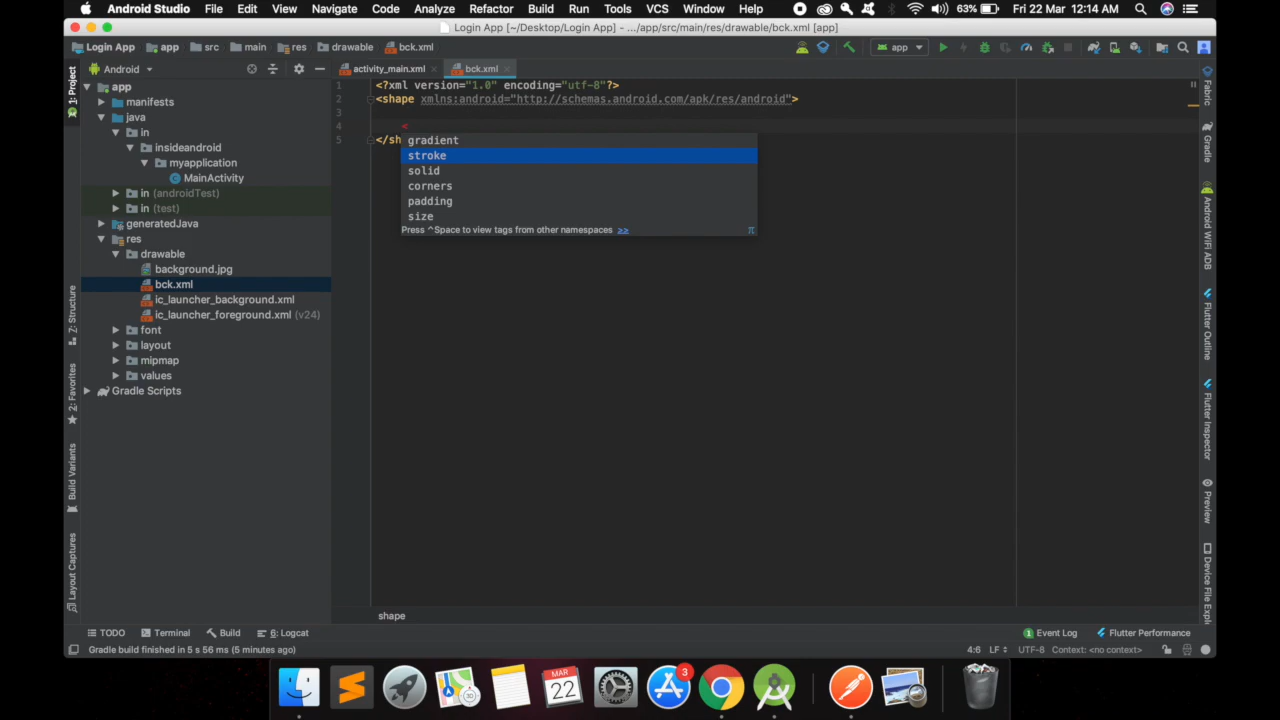 Android Studio File Edit View Navigate Code Analyze Refactor Build Run Tools VCS Window Help 63% Fri 22 Mar 12:14 AM
Login App [~/Desktop/Login App] - .../app/src/main/res/drawable/bck.xml [app]
Login App app src main res drawable bck.xml app
Android activity_main.xml bck.xml
1: Project
7: Structure
2: Favorites
Build Variants
Layout Captures
app
manifests
java
in
insideandroid
myapplication
MainActivity
in (androidTest)
in (test)
generatedJava
res
drawable
background.jpg
bck.xml
ic_launcher_background.xml
ic_launcher_foreground.xml (v24)
font
layout
mipmap
values
Gradle Scripts
1 <?xml version="1.0" encoding="utf-8"?>
2 <shape xmlns:android="http://schemas.android.com/apk/res/android">
3
4 <
5 </sh
gradient
stroke
solid
corners
padding
size
Press ^Space to view tags from other namespaces >> π
Fabric
Gradle
Android WiFi ADB
Flutter Outline
Flutter Inspector
Preview
Device File Expl
shape
TODO Terminal Build 6: Logcat 1 Event Log Flutter Performance
Gradle build finished in 5 s 56 ms (5 minutes ago) 4:6 LF UTF-8 Context: <no context>
3
MAR
22